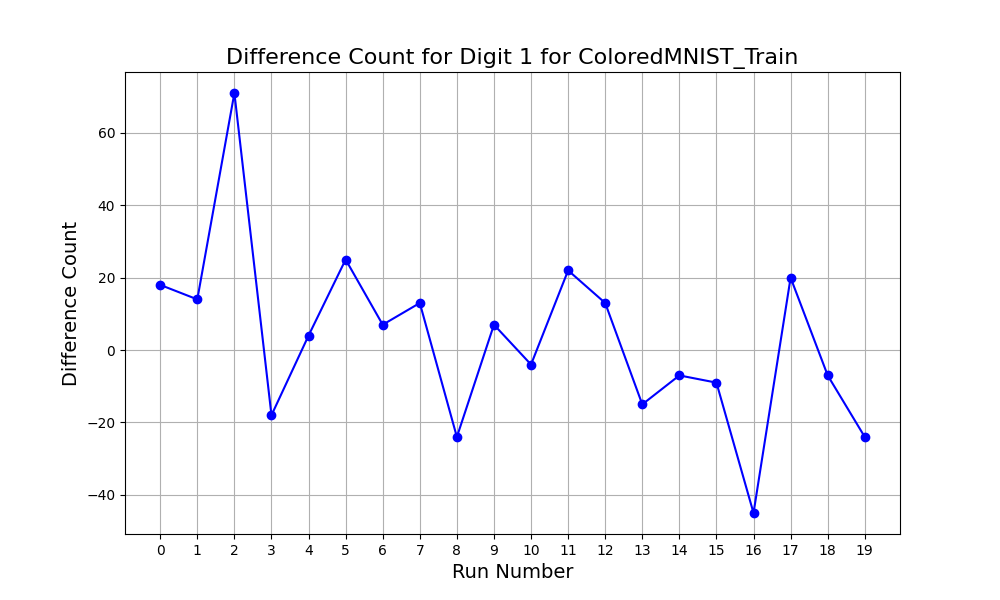 Difference Count for Digit 1 for ColoredMNIST_Train
Difference Count
60
40
20
0
−20
−40
0 1 2 3 4 5 6 7 8 9 10 11 12 13 14 15 16 17 18 19
Run Number